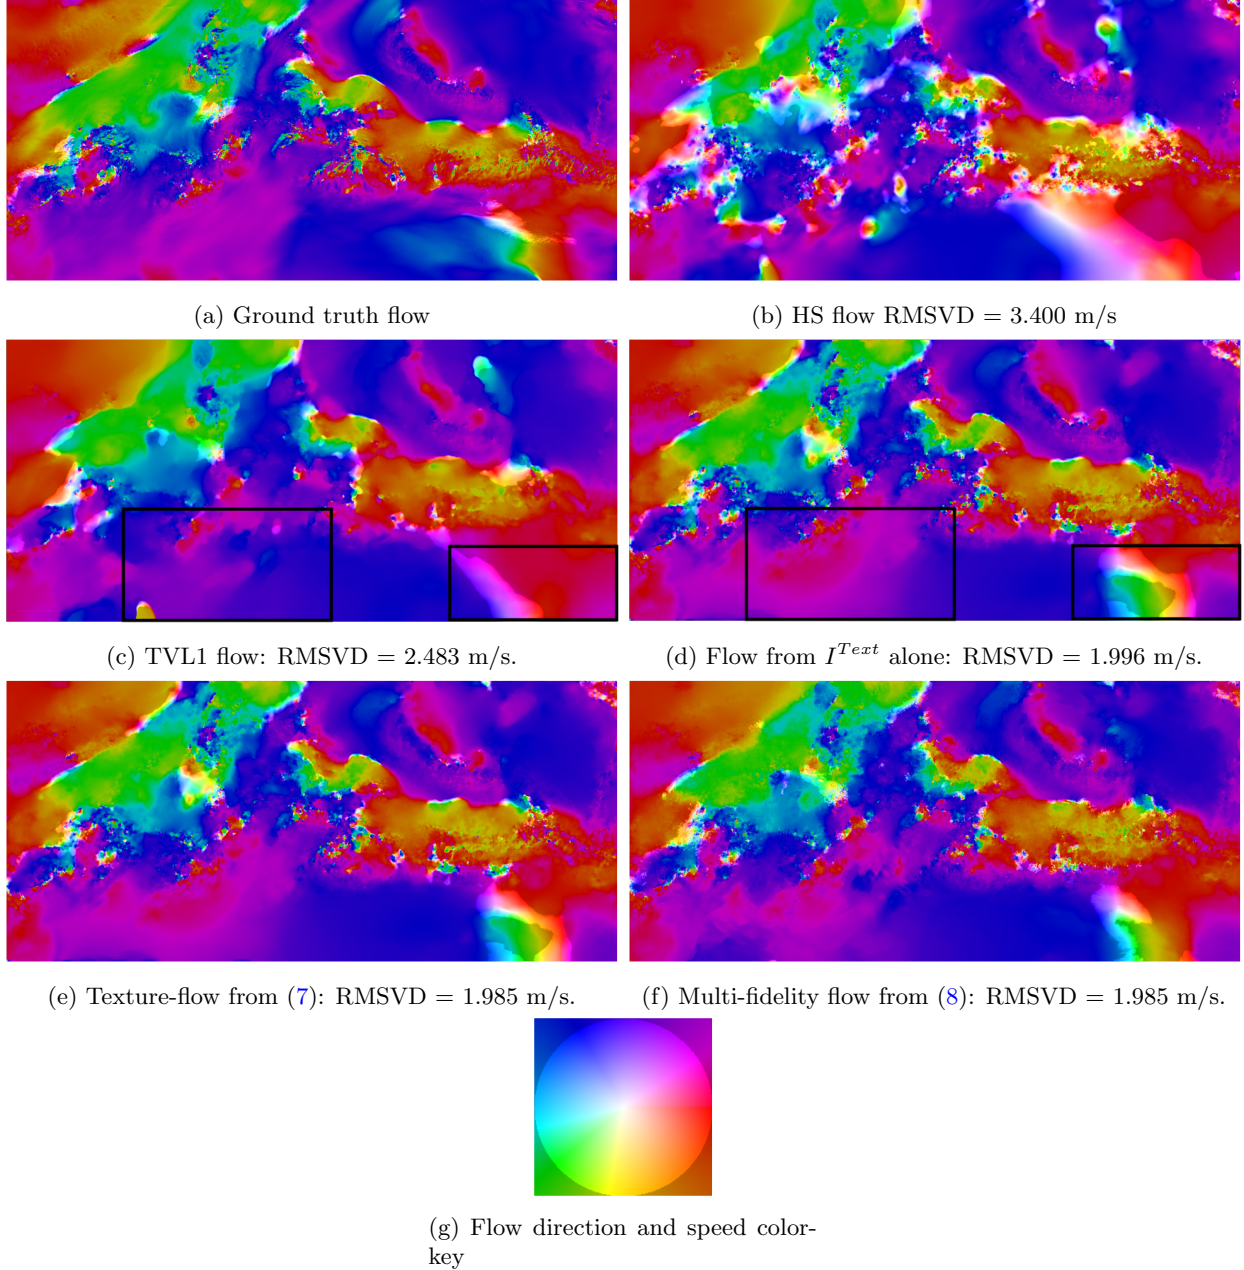 (a) Ground truth flow
(b) HS flow RMSVD = 3.400 m/s
(c) TVL1 flow: RMSVD = 2.483 m/s.
(d) Flow from I^{Text} alone: RMSVD = 1.996 m/s.
(e) Texture-flow from (7): RMSVD = 1.985 m/s.
(f) Multi-fidelity flow from (8): RMSVD = 1.985 m/s.
(g) Flow direction and speed color-
key